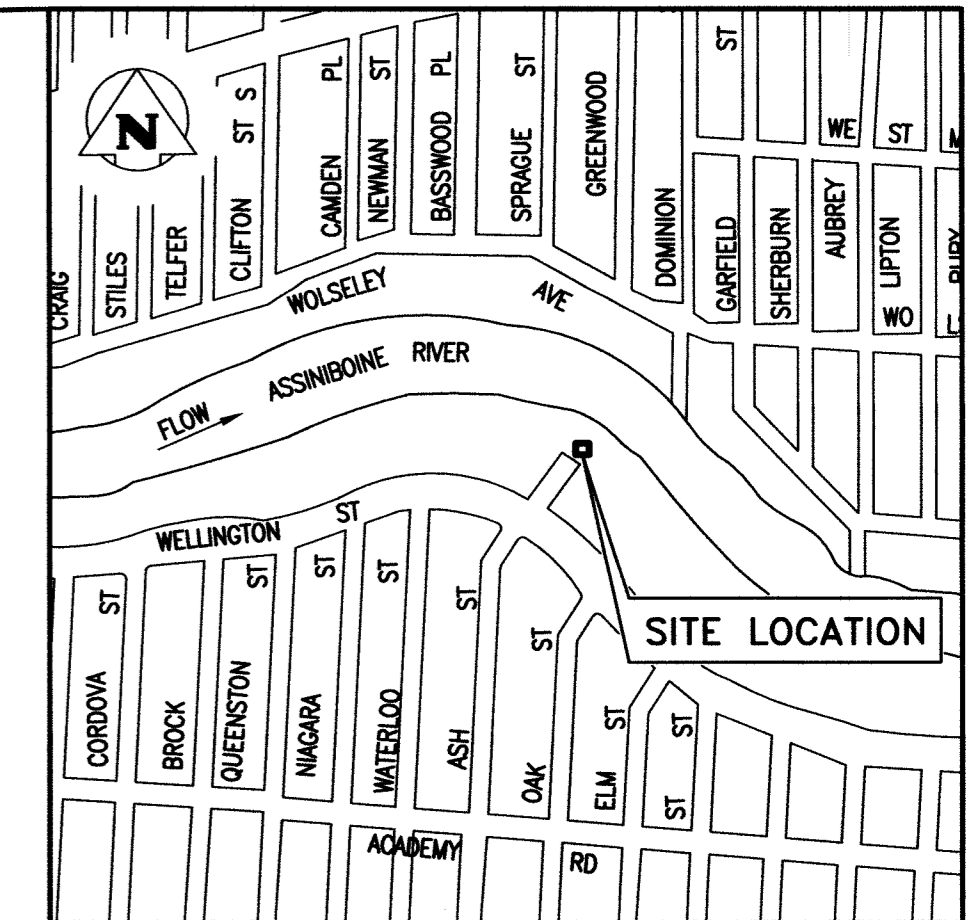 N
ST
CLIFTON ST S
CAMDEN PL
NEWMAN ST
BASSWOOD PL
SPRAGUE ST
GREENWOOD
DOMINION
GARFIELD
SHERBURN
WE ST
AUBREY
LIPTON
WO
CRAIG
STILES
TELFER
WOLSELEY AVE
ASSINIBOINE RIVER
FLOW
WELLINGTON ST
SITE LOCATION
CORDOVA ST
BROCK
QUEENSTON ST
NIAGARA ST
WATERLOO ST
ASH ST
OAK ST
ELM ST
ST ST
ACADEMY RD